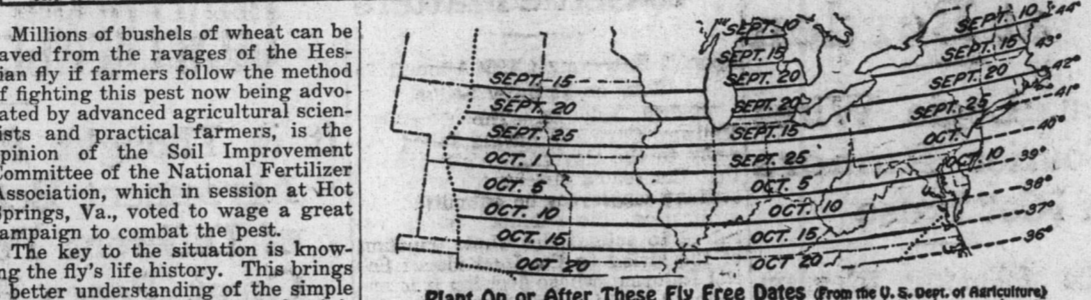 Millions of bushels of wheat can be
aved from the ravages of the Hes-
ian fly if farmers follow the method
f fighting this pest now being advo-
ated by advanced agricultural scien-
ists and practical farmers, is the
pinion of the Soil Improvement
ommittee of the National Fertilizer
Association, which in session at Hot
prings, Va., voted to wage a great
ampaign to combat the pest.
The key to the situation is know-
ng the fly's life history. This brings
better understanding of the simple
SEPT. 10
SEPT. 10
44°
SEPT. 15
SEPT. 15
43°
SEPT. 15
SEPT. 20
SEPT. 20
42°
SEPT. 20
SEPT. 20
SEPT. 25
41°
SEPT. 25
SEPT. 15
OCT.
40°
OCT. 1
SEPT. 25
OCT. 10
39°
OCT. 5
OCT. 5
38°
OCT. 10
OCT. 10
37°
OCT. 15
OCT. 15
36°
OCT 20
OCT 20
Plant On or After These Fly Free Dates (From the U. S. Dept. of Agriculture)